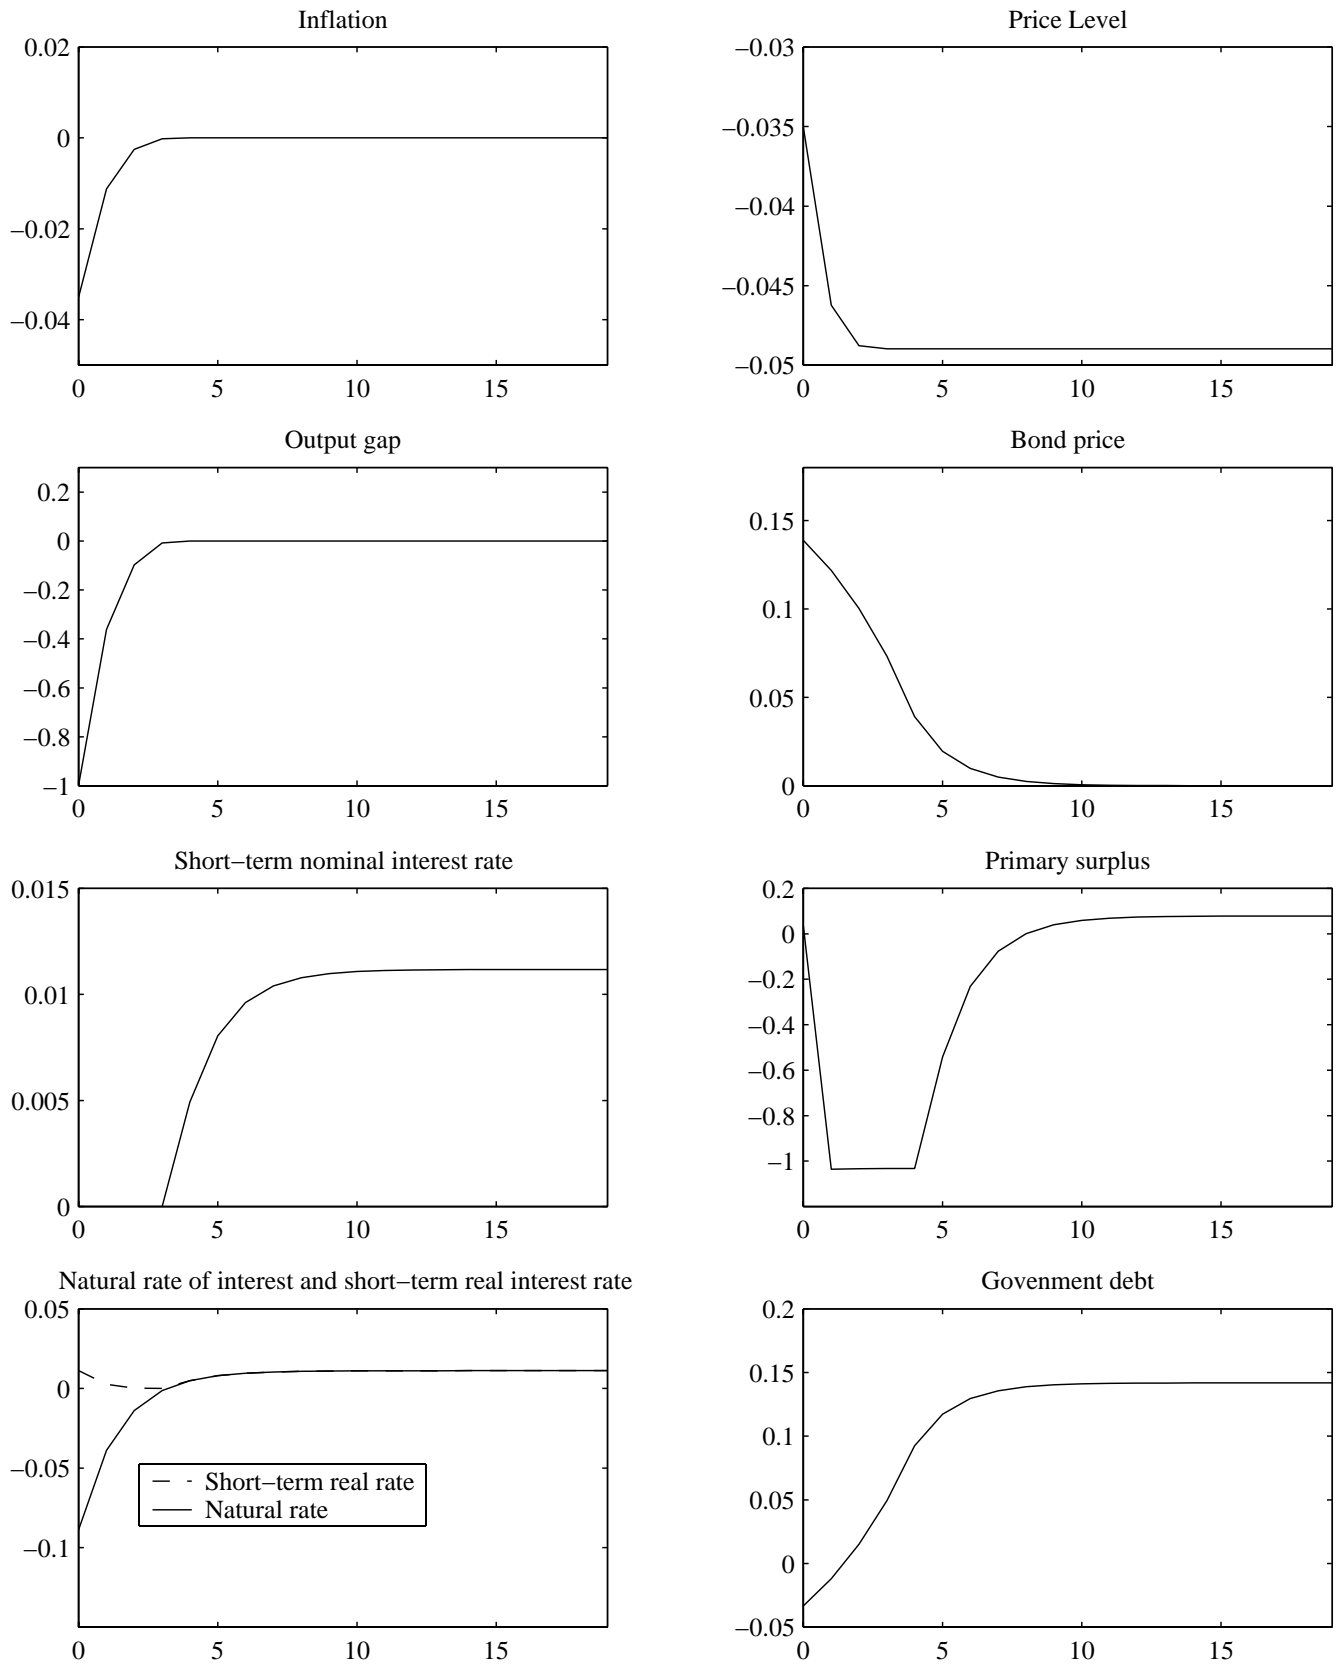 Inflation
0.02
0
−0.02
−0.04
0 5 10 15
Price Level
−0.03
−0.035
−0.04
−0.045
−0.05
0 5 10 15
Output gap
0.2
0
−0.2
−0.4
−0.6
−0.8
−1
0 5 10 15
Bond price
0.15
0.1
0.05
0
0 5 10 15
Short−term nominal interest rate
0.015
0.01
0.005
0
0 5 10 15
Primary surplus
0.2
0
−0.2
−0.4
−0.6
−0.8
−1
0 5 10 15
Natural rate of interest and short−term real interest rate
0.05
0
−0.05
−0.1
Short−term real rate
Natural rate
0 5 10 15
Govenment debt
0.2
0.15
0.1
0.05
0
−0.05
0 5 10 15